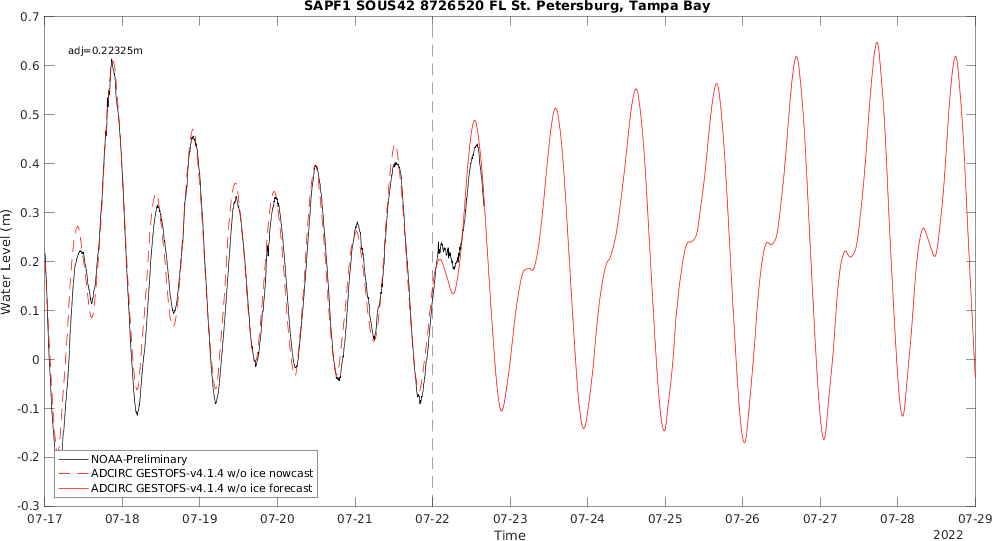 SAPF1 SOUS42 8726520 FL St. Petersburg, Tampa Bay
adj=0.22325m
Water Level (m)
0.7
0.6
0.5
0.4
0.3
0.2
0.1
0
-0.1
-0.2
-0.3
NOAA-Preliminary
ADCIRC GESTOFS-v4.1.4 w/o ice nowcast
ADCIRC GESTOFS-v4.1.4 w/o ice forecast
07-17 07-18 07-19 07-20 07-21 07-22 07-23 07-24 07-25 07-26 07-27 07-28 07-29
Time
2022